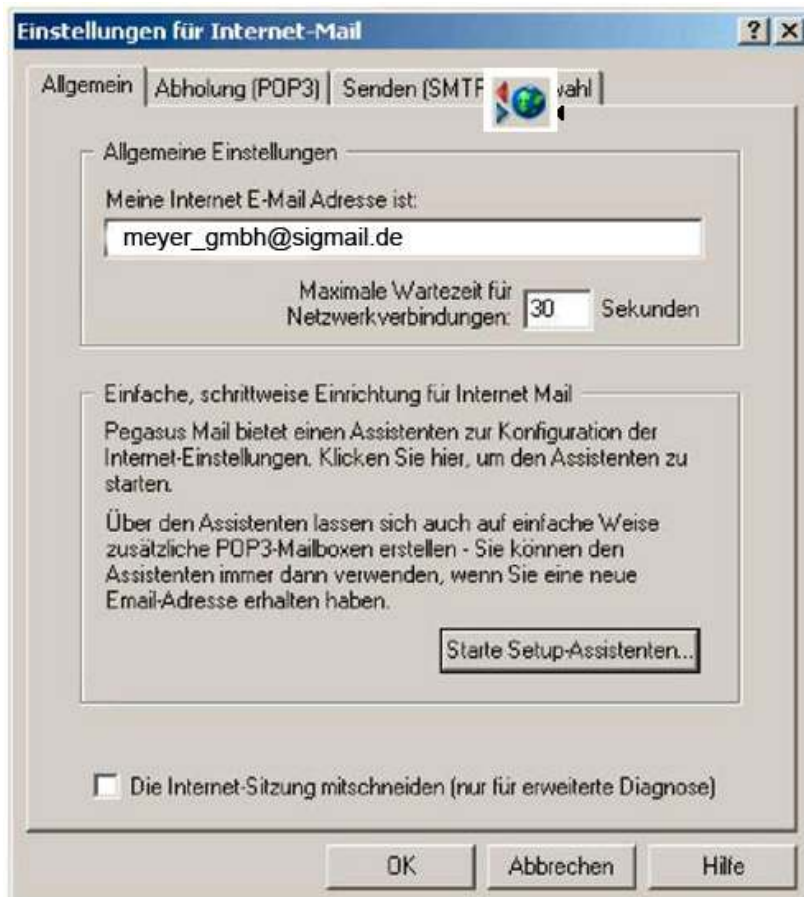 Einstellungen für Internet-Mail
Allgemein Abholung (POP3) Senden (SMTP wahl
Allgemeine Einstellungen
Meine Internet E-Mail Adresse ist:
meyer_gmbh@sigmail.de
Maximale Wartezeit für
Netzwerkverbindungen: 30 Sekunden
Einfache, schrittweise Einrichtung für Internet Mail
Pegasus Mail bietet einen Assistenten zur Konfiguration der
Internet-Einstellungen. Klicken Sie hier, um den Assistenten zu
starten.
Über den Assistenten lassen sich auch auf einfache Weise
zusätzliche POP3-Mailboxen erstellen - Sie können den
Assistenten immer dann verwenden, wenn Sie eine neue
Email-Adresse erhalten haben.
Starte Setup-Assistenten...
Die Internet-Sitzung mitschneiden (nur für erweiterte Diagnose)
OK Abbrechen Hilfe